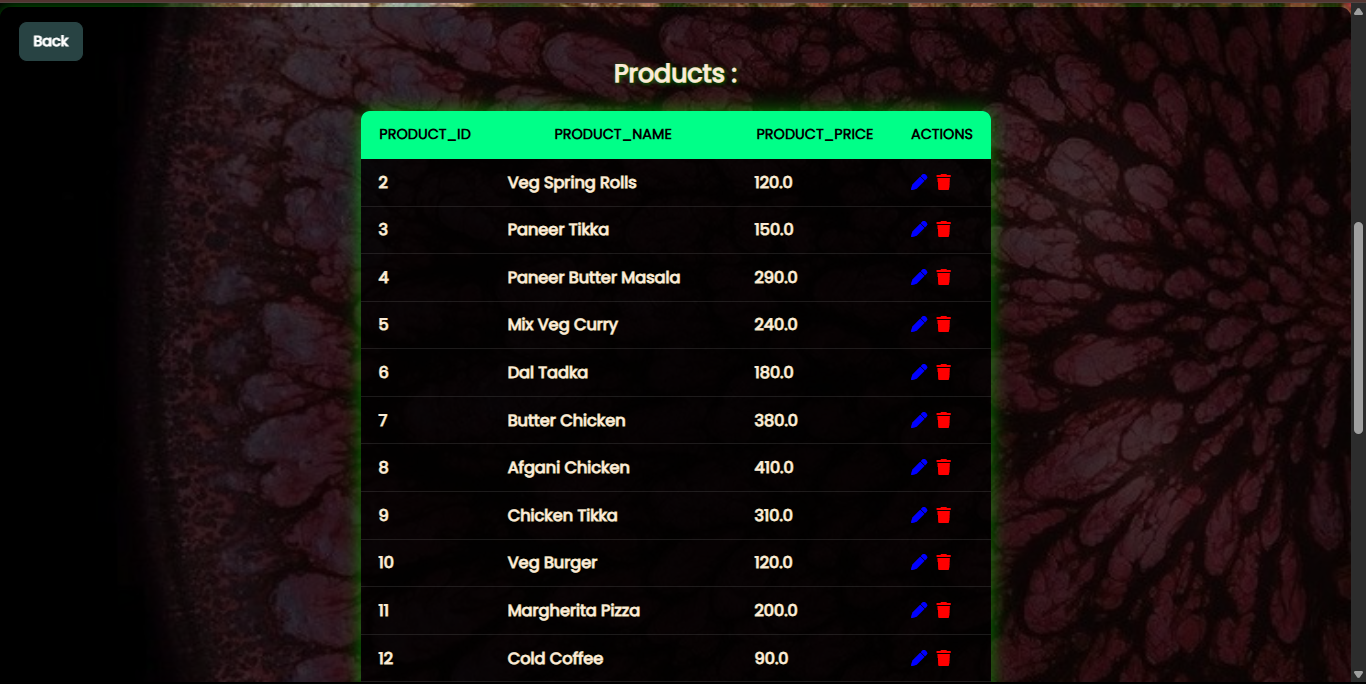 Back
Products :
PRODUCT_ID PRODUCT_NAME PRODUCT_PRICE ACTIONS
2 Veg Spring Rolls 120.0
3 Paneer Tikka 150.0
4 Paneer Butter Masala 290.0
5 Mix Veg Curry 240.0
6 Dal Tadka 180.0
7 Butter Chicken 380.0
8 Afgani Chicken 410.0
9 Chicken Tikka 310.0
10 Veg Burger 120.0
11 Margherita Pizza 200.0
12 Cold Coffee 90.0